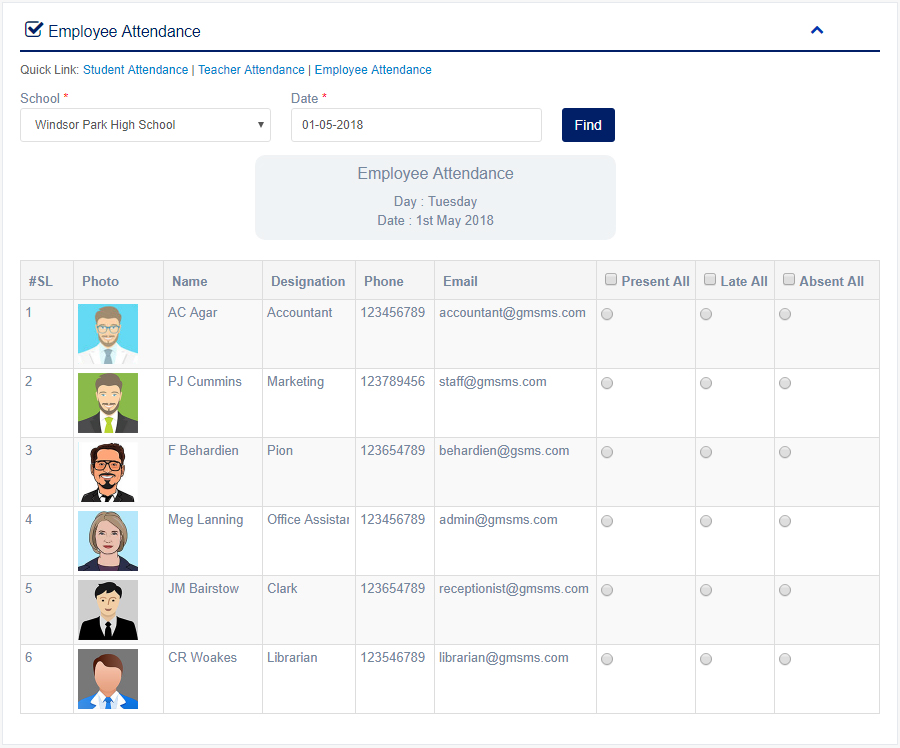 Employee Attendance
Quick Link: Student Attendance | Teacher Attendance | Employee Attendance
School * Date *
Windsor Park High School 01-05-2018 Find
Employee Attendance
Day : Tuesday
Date : 1st May 2018
#SL Photo Name Designation Phone Email Present All Late All Absent All
1 AC Agar Accountant 123456789 accountant@gmsms.com
2 PJ Cummins Marketing 123789456 staff@gmsms.com
3 F Behardien Pion 123654789 behardien@gsms.com
4 Meg Lanning Office Assistar 123456789 admin@gmsms.com
5 JM Bairstow Clark 123654789 receptionist@gmsms.com
6 CR Woakes Librarian 123546789 librarian@gmsms.com